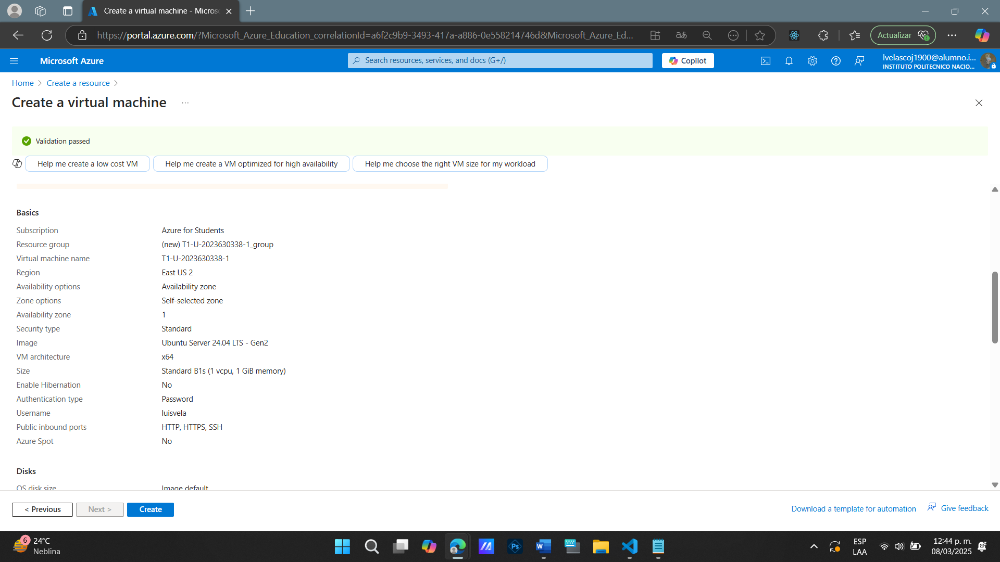 Create a virtual machine - Micros
https://portal.azure.com/?Microsoft_Azure_Education_correlationId=a6f2c9b9-3493-417a-a886-0e558214746d&Microsoft_Azure_Ed...
Actualizar
Microsoft Azure
Search resources, services, and docs (G+/)
Copilot
lvelascoj1900@alumno.i...
INSTITUTO POLITECNICO NACIO...
Home > Create a resource >
Create a virtual machine ...
Validation passed
Help me create a low cost VM
Help me create a VM optimized for high availability
Help me choose the right VM size for my workload
Basics
Subscription Azure for Students
Resource group (new) T1-U-2023630338-1_group
Virtual machine name T1-U-2023630338-1
Region East US 2
Availability options Availability zone
Zone options Self-selected zone
Availability zone 1
Security type Standard
Image Ubuntu Server 24.04 LTS - Gen2
VM architecture x64
Size Standard B1s (1 vcpu, 1 GiB memory)
Enable Hibernation No
Authentication type Password
Username luisvela
Public inbound ports HTTP, HTTPS, SSH
Azure Spot No
Disks
OS disk size Image default
< Previous
Next >
Create
Download a template for automation
Give feedback
6
24°C
Neblina
ESP
LAA
12:44 p. m.
08/03/2025